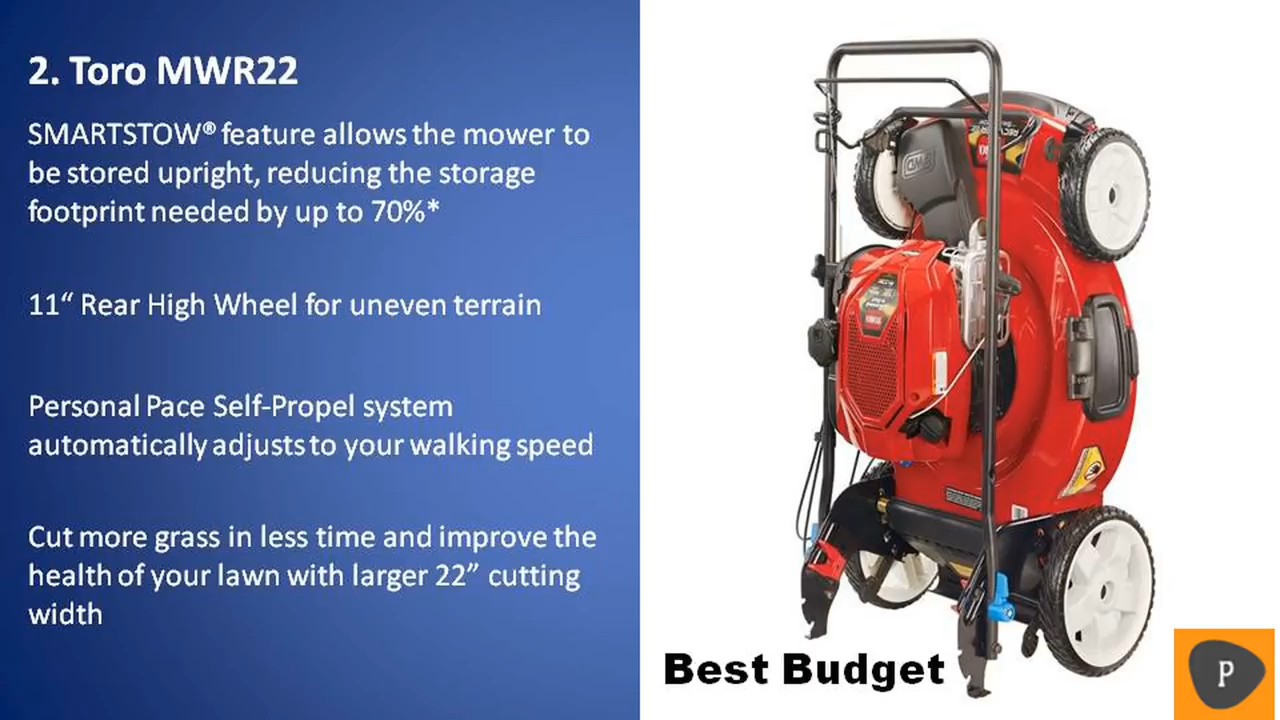 2. Toro MWR22
SMARTSTOW® feature allows the mower to
be stored upright, reducing the storage
footprint needed by up to 70%*
11“ Rear High Wheel for uneven terrain
Personal Pace Self-Propel system
automatically adjusts to your walking speed
Cut more grass in less time and improve the
health of your lawn with larger 22” cutting
width
Best Budget
P